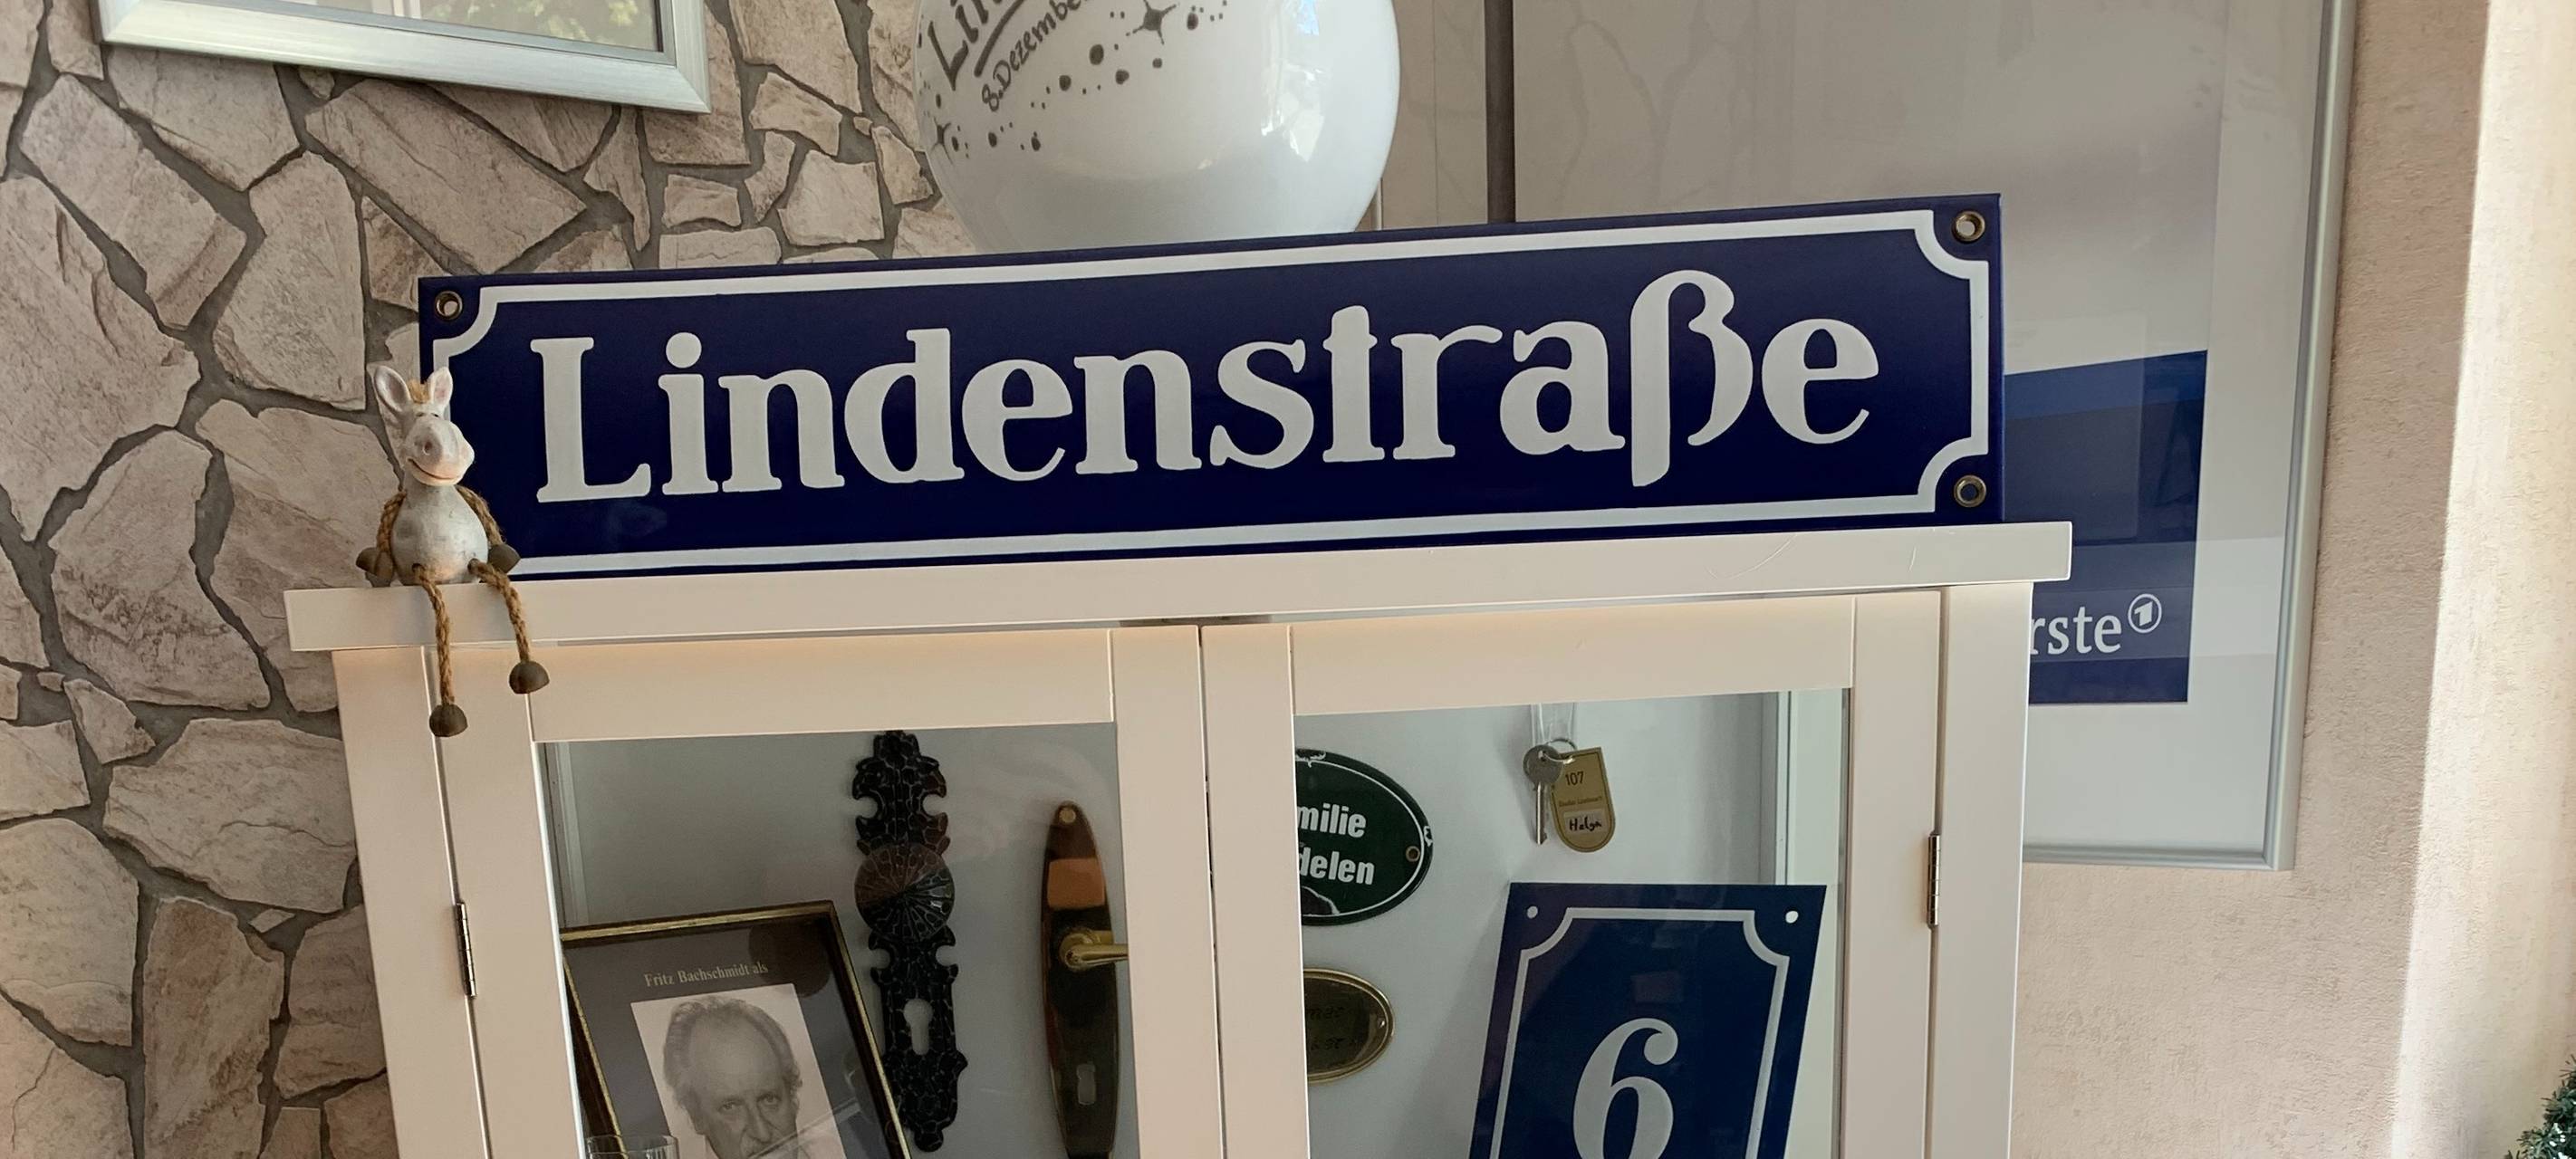 8. Dezember
Lindenstraße
rste
107
Helga
milie
delen
Fritz Bachschmidt als
6